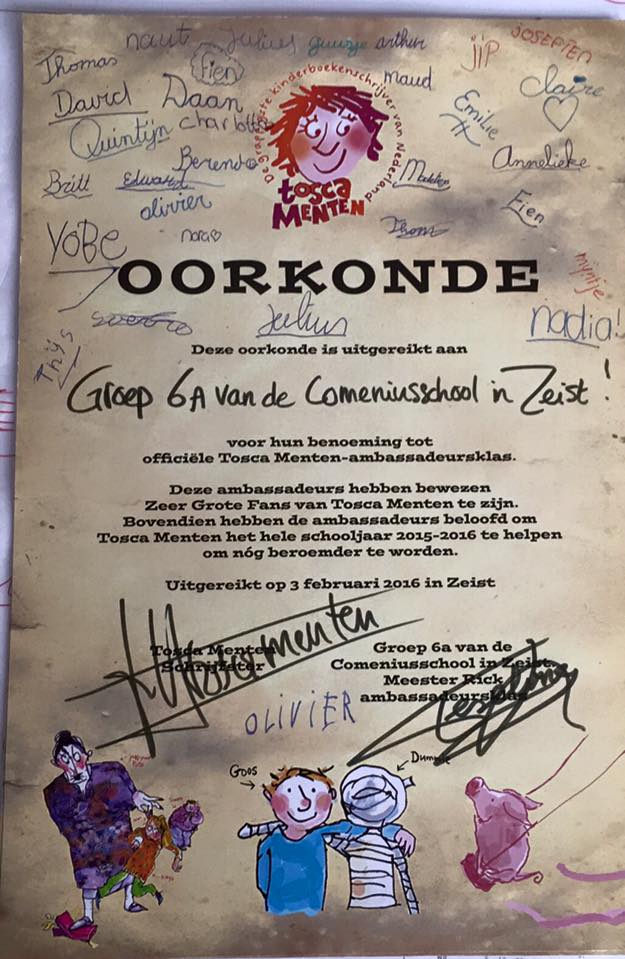 naut Julius guusje arthur jip JOSEFIEN
Thomas fien maud Claire
David Daan Emilie
Quintijn charlotte
De grappigste kinderboekenschrijver van Nederland
tosca
MENTEN
Berend Annelieke
Britt Edward
olivier Fien
YOBE nora Thom
mijntje
OORKONDE
Julius nadia!
Thijs
Deze oorkonde is uitgereikt aan
Groep 6A van de Comeniusschool in Zeist!
voor hun benoeming tot
officiële Tosca Menten-ambassadeursklas.
Deze ambassadeurs hebben bewezen
Zeer Grote Fans van Tosca Menten te zijn.
Bovendien hebben de ambassadeurs beloofd om
Tosca Menten het hele schooljaar 2015-2016 te helpen
om nóg beroemder te worden.
Uitgereikt op 3 februari 2016 in Zeist
Tosca Menten
Tosca Menten
Schrijfster
Groep 6a van de
Comeniusschool in Zeist.
Meester Rick
ambassadeursklas
OLIVIER
Goos Dummie